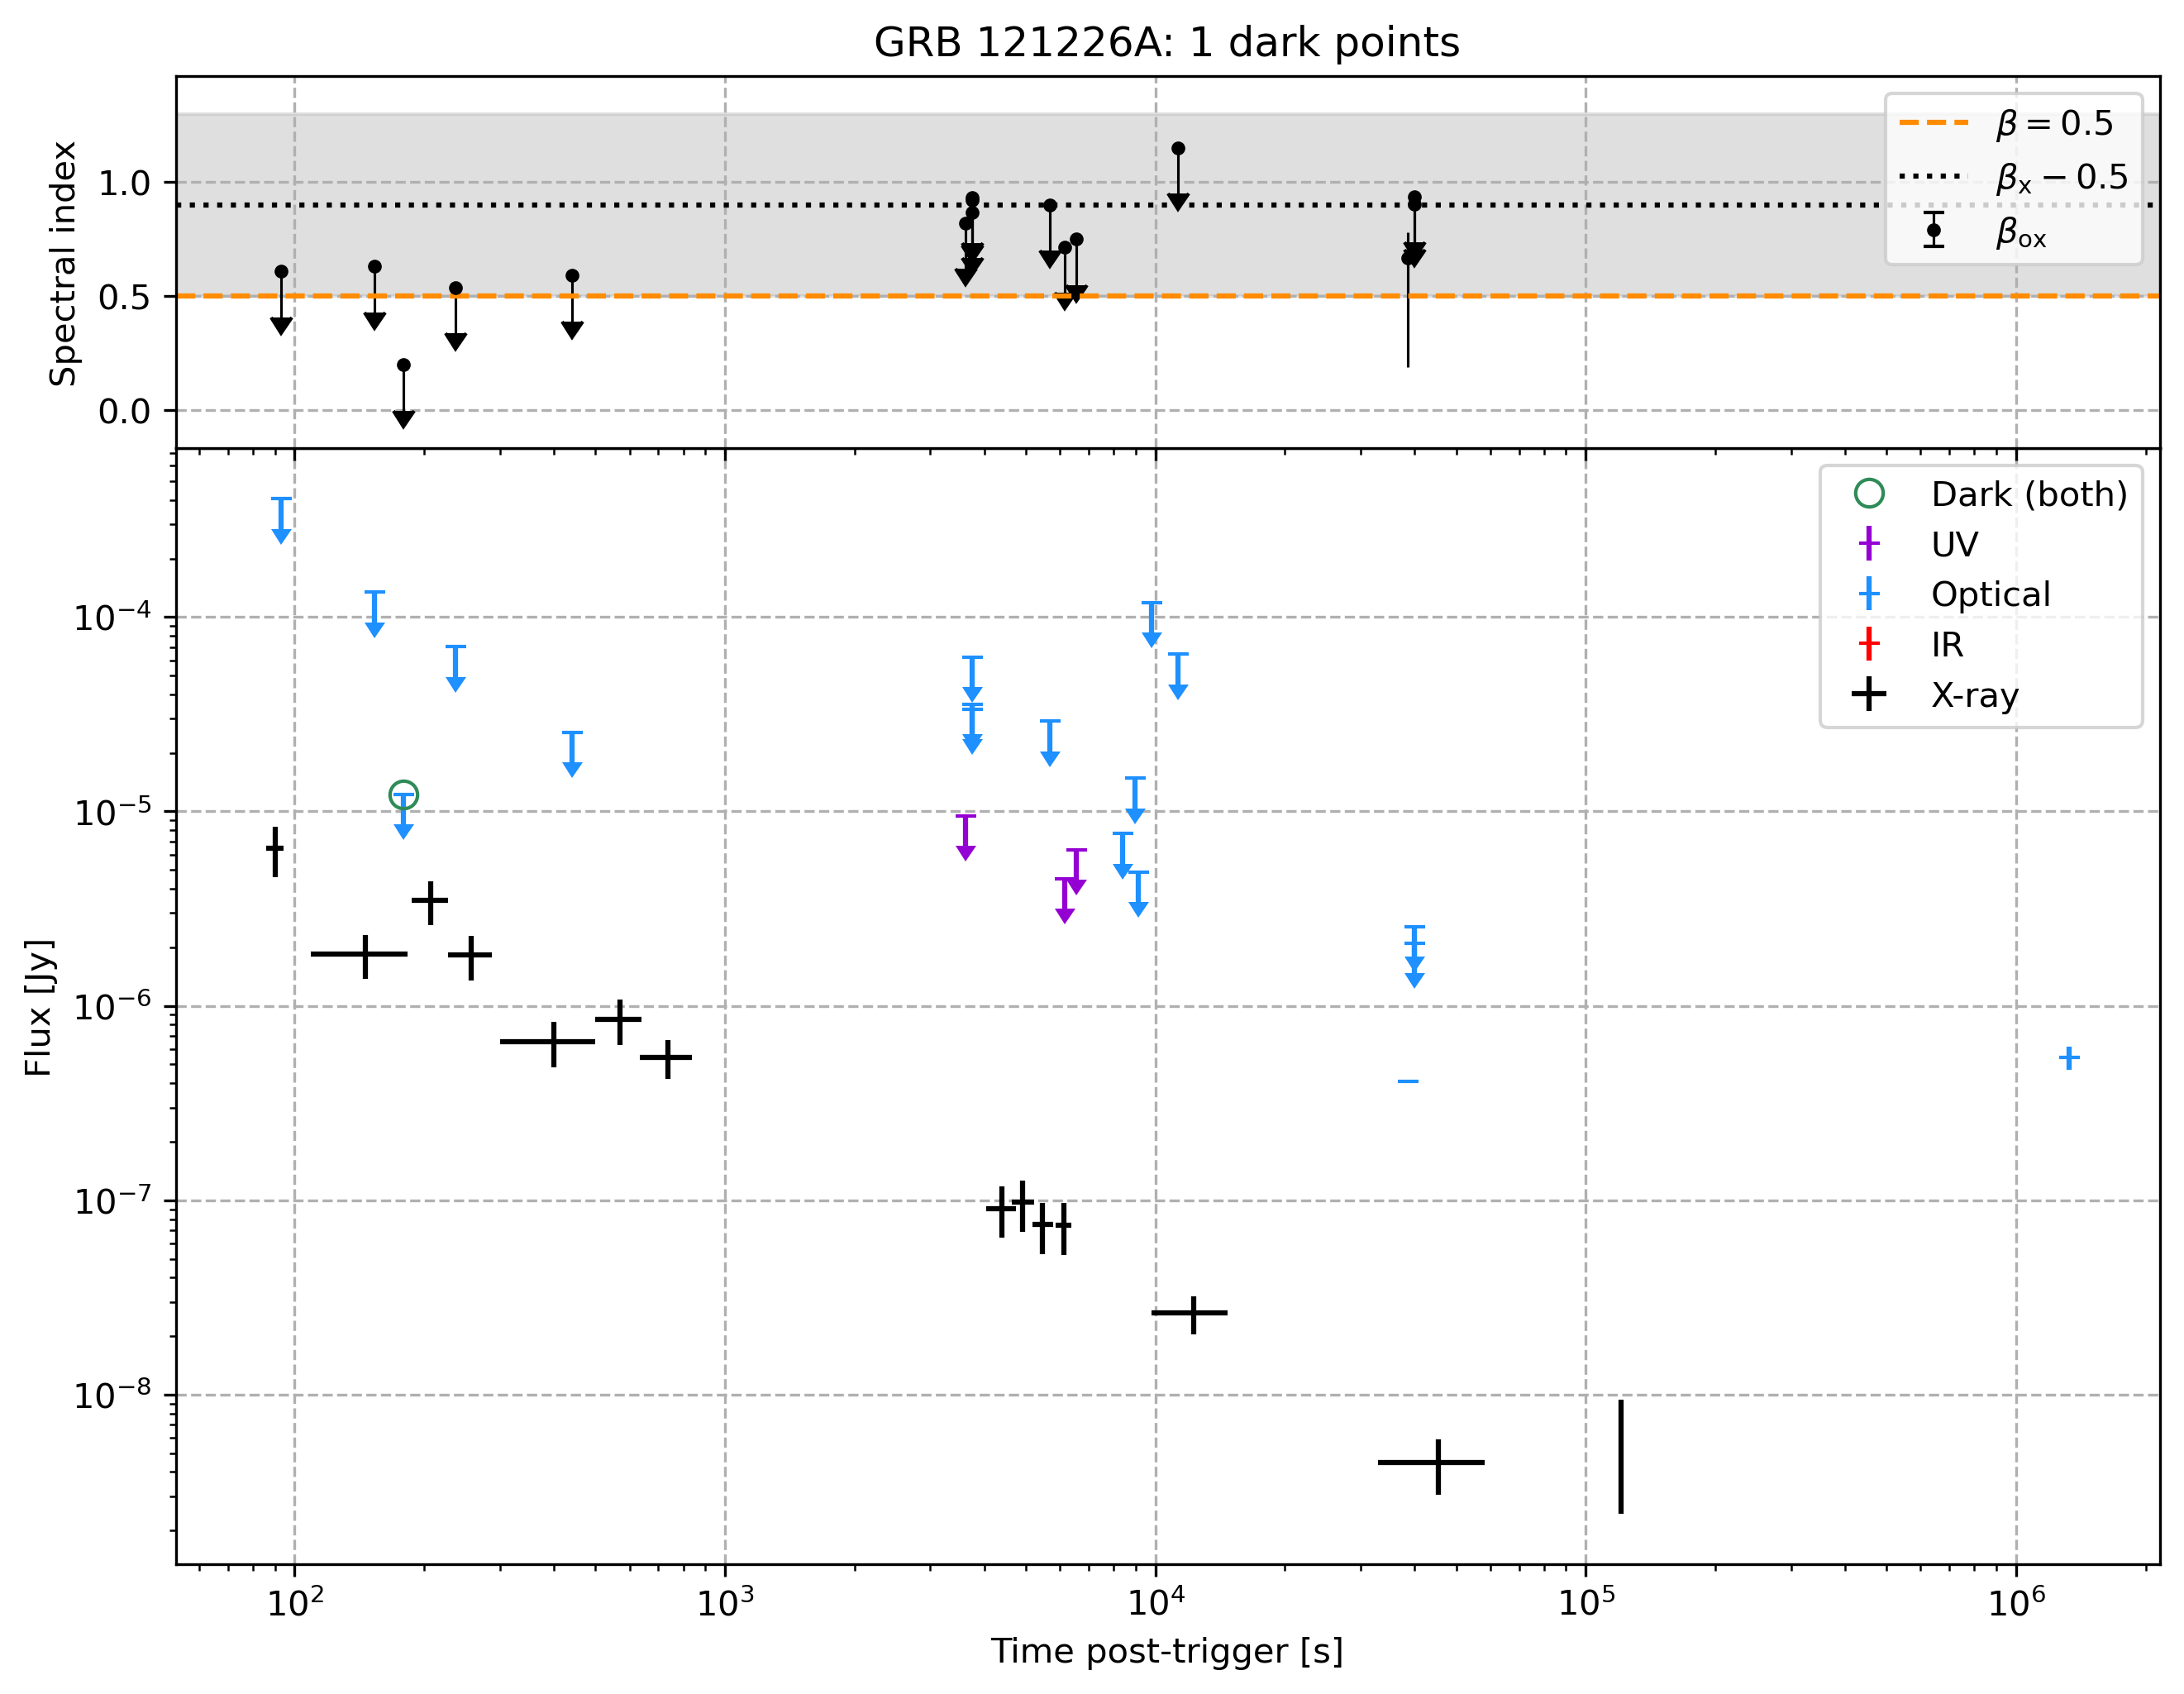 GRB 121226A: 1 dark points
Spectral index
1.0
0.5
0.0
β = 0.5
βₓ − 0.5
βₒₓ
Flux [Jy]
10⁻⁴
10⁻⁵
10⁻⁶
10⁻⁷
10⁻⁸
Dark (both)
UV
Optical
IR
X-ray
10² 10³ 10⁴ 10⁵ 10⁶
Time post-trigger [s]